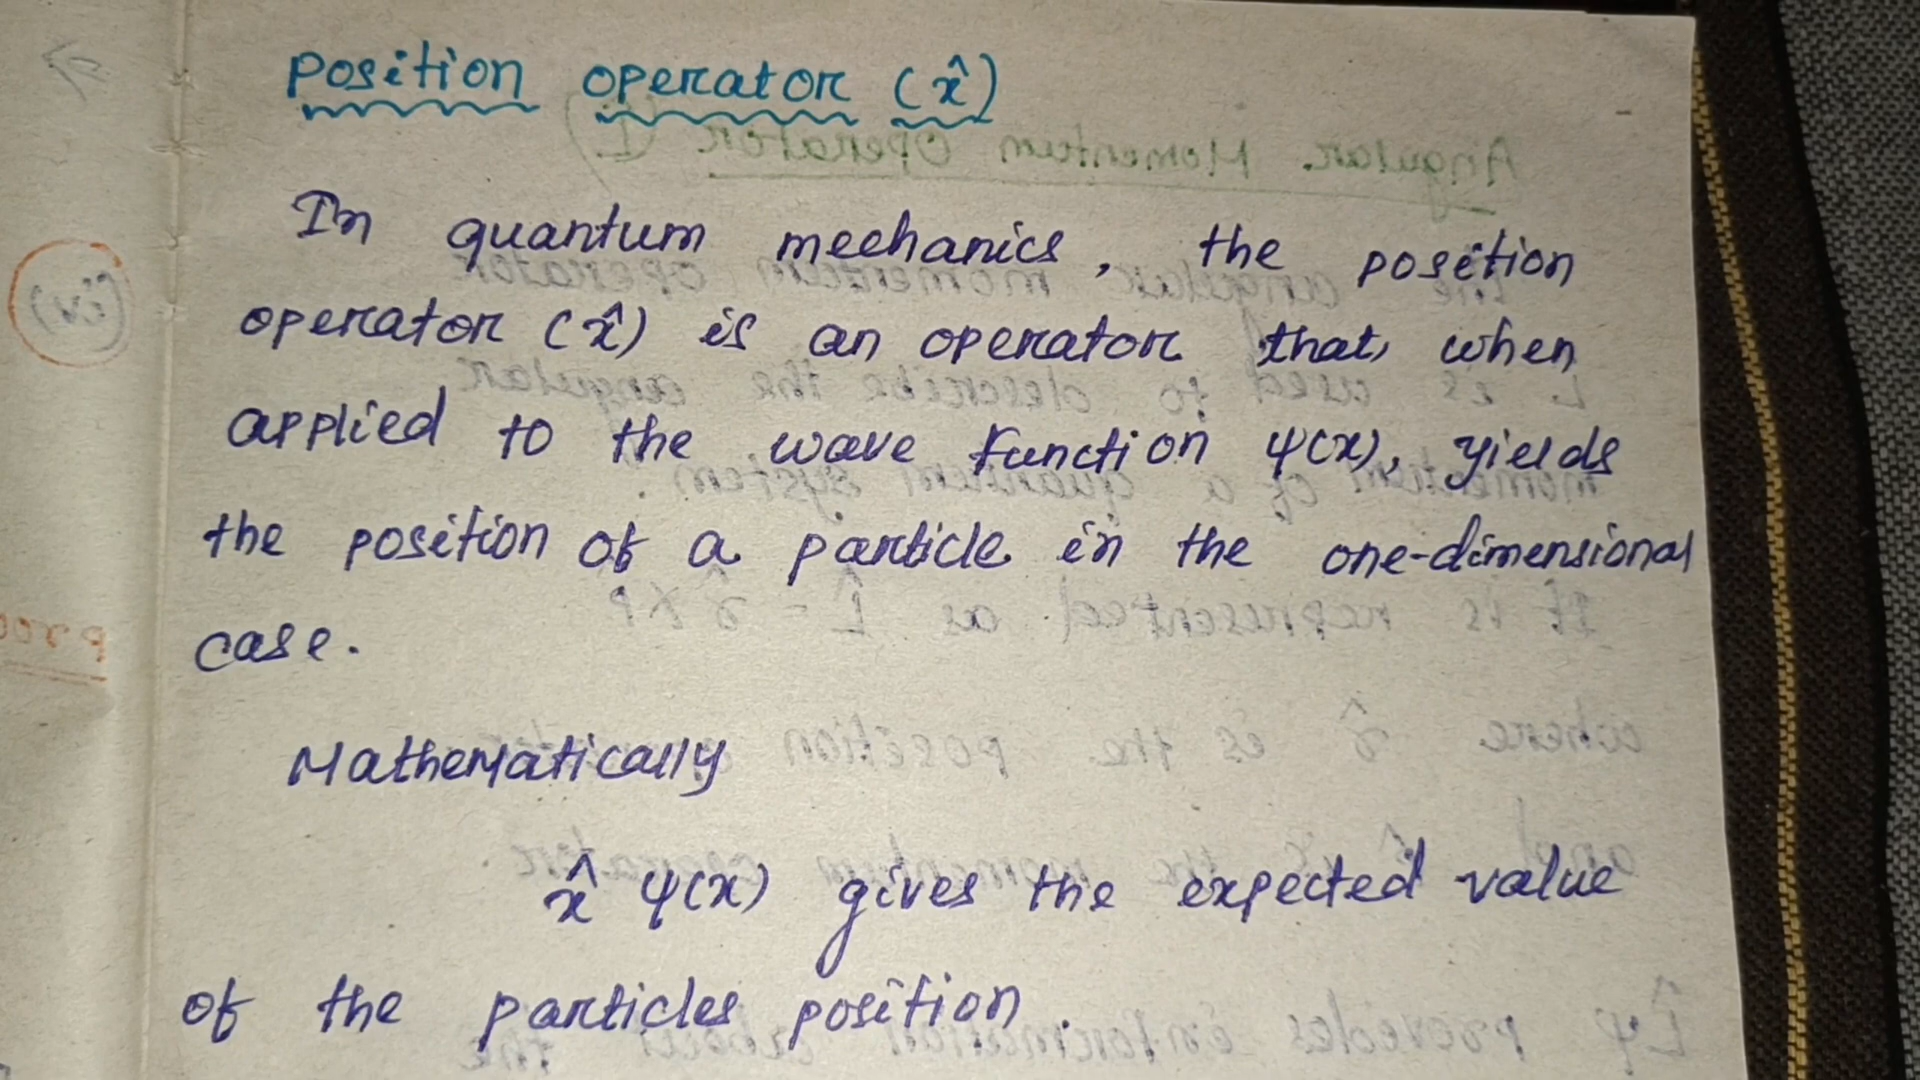 Position operator (x̂)
In quantum mechanics, the position
operator (x̂) is an operator that, when
applied to the wave function ψ(x), yields
the position of a particle in the one-dimensional
case.
Mathematically
x̂ ψ(x) gives the expected value
of the particles position.
(iv)